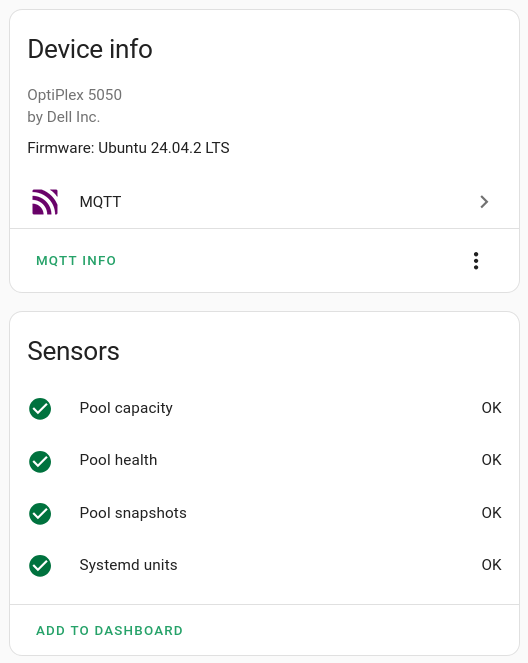 Device info
OptiPlex 5050
by Dell Inc.
Firmware: Ubuntu 24.04.2 LTS
MQTT
MQTT INFO
Sensors
Pool capacity OK
Pool health OK
Pool snapshots OK
Systemd units OK
ADD TO DASHBOARD